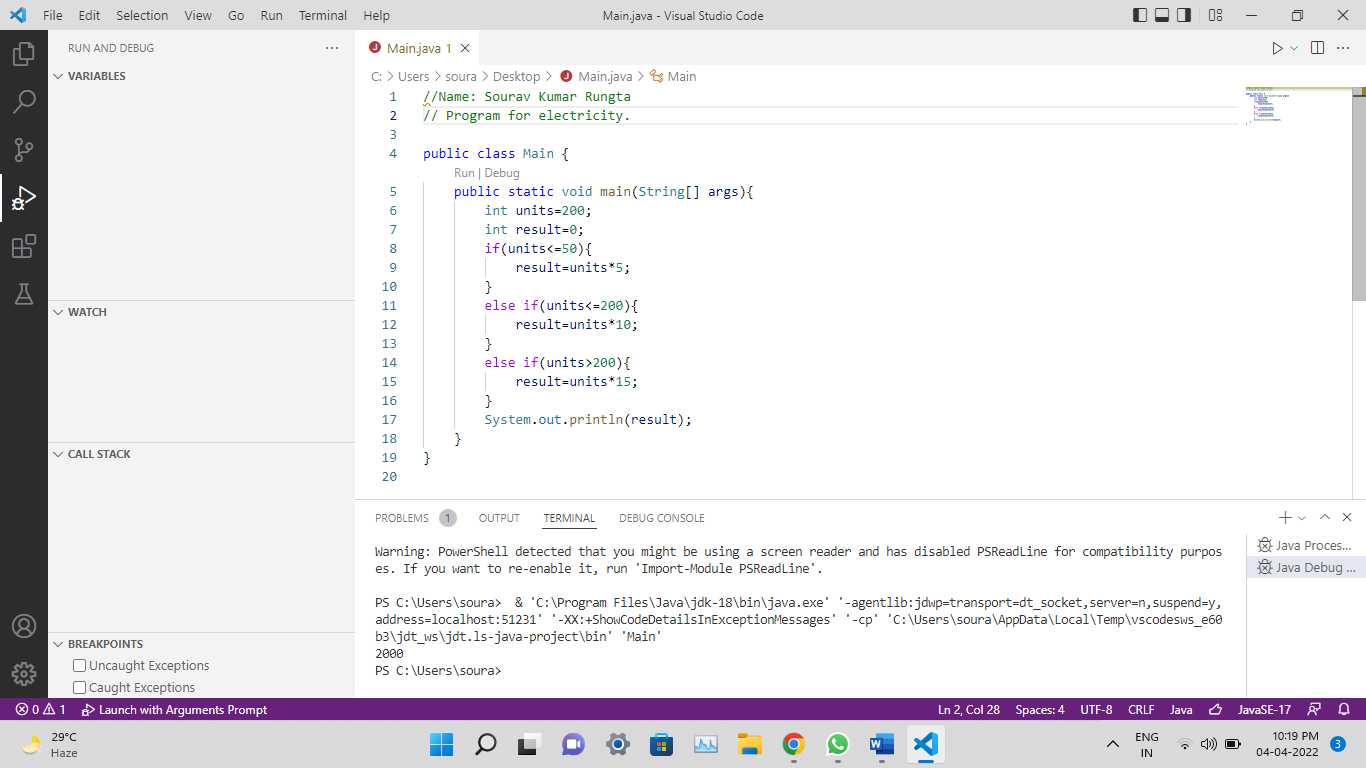 File Edit Selection View Go Run Terminal Help
Main.java - Visual Studio Code
RUN AND DEBUG
VARIABLES
WATCH
CALL STACK
BREAKPOINTS
Uncaught Exceptions
Caught Exceptions
Main.java 1
C: > Users > soura > Desktop > Main.java > Main
1 //Name: Sourav Kumar Rungta
2 // Program for electricity.
3
4 public class Main {
Run | Debug
5 public static void main(String[] args){
6 int units=200;
7 int result=0;
8 if(units<=50){
9 result=units*5;
10 }
11 else if(units<=200){
12 result=units*10;
13 }
14 else if(units>200){
15 result=units*15;
16 }
17 System.out.println(result);
18 }
19 }
20
PROBLEMS 1 OUTPUT TERMINAL DEBUG CONSOLE
Warning: PowerShell detected that you might be using a screen reader and has disabled PSReadLine for compatibility purpos
es. If you want to re-enable it, run 'Import-Module PSReadLine'.
PS C:\Users\soura>  & 'C:\Program Files\Java\jdk-18\bin\java.exe' '-agentlib:jdwp=transport=dt_socket,server=n,suspend=y,
address=localhost:51231' '-XX:+ShowCodeDetailsInExceptionMessages' '-cp' 'C:\Users\soura\AppData\Local\Temp\vscodesws_e60
b3\jdt_ws\jdt.ls-java-project\bin' 'Main'
2000
PS C:\Users\soura>
Java Proces...
Java Debug ...
0 1 Launch with Arguments Prompt
Ln 2, Col 28 Spaces: 4 UTF-8 CRLF Java JavaSE-17
29°C
Haze
ENG
IN
10:19 PM
04-04-2022
3